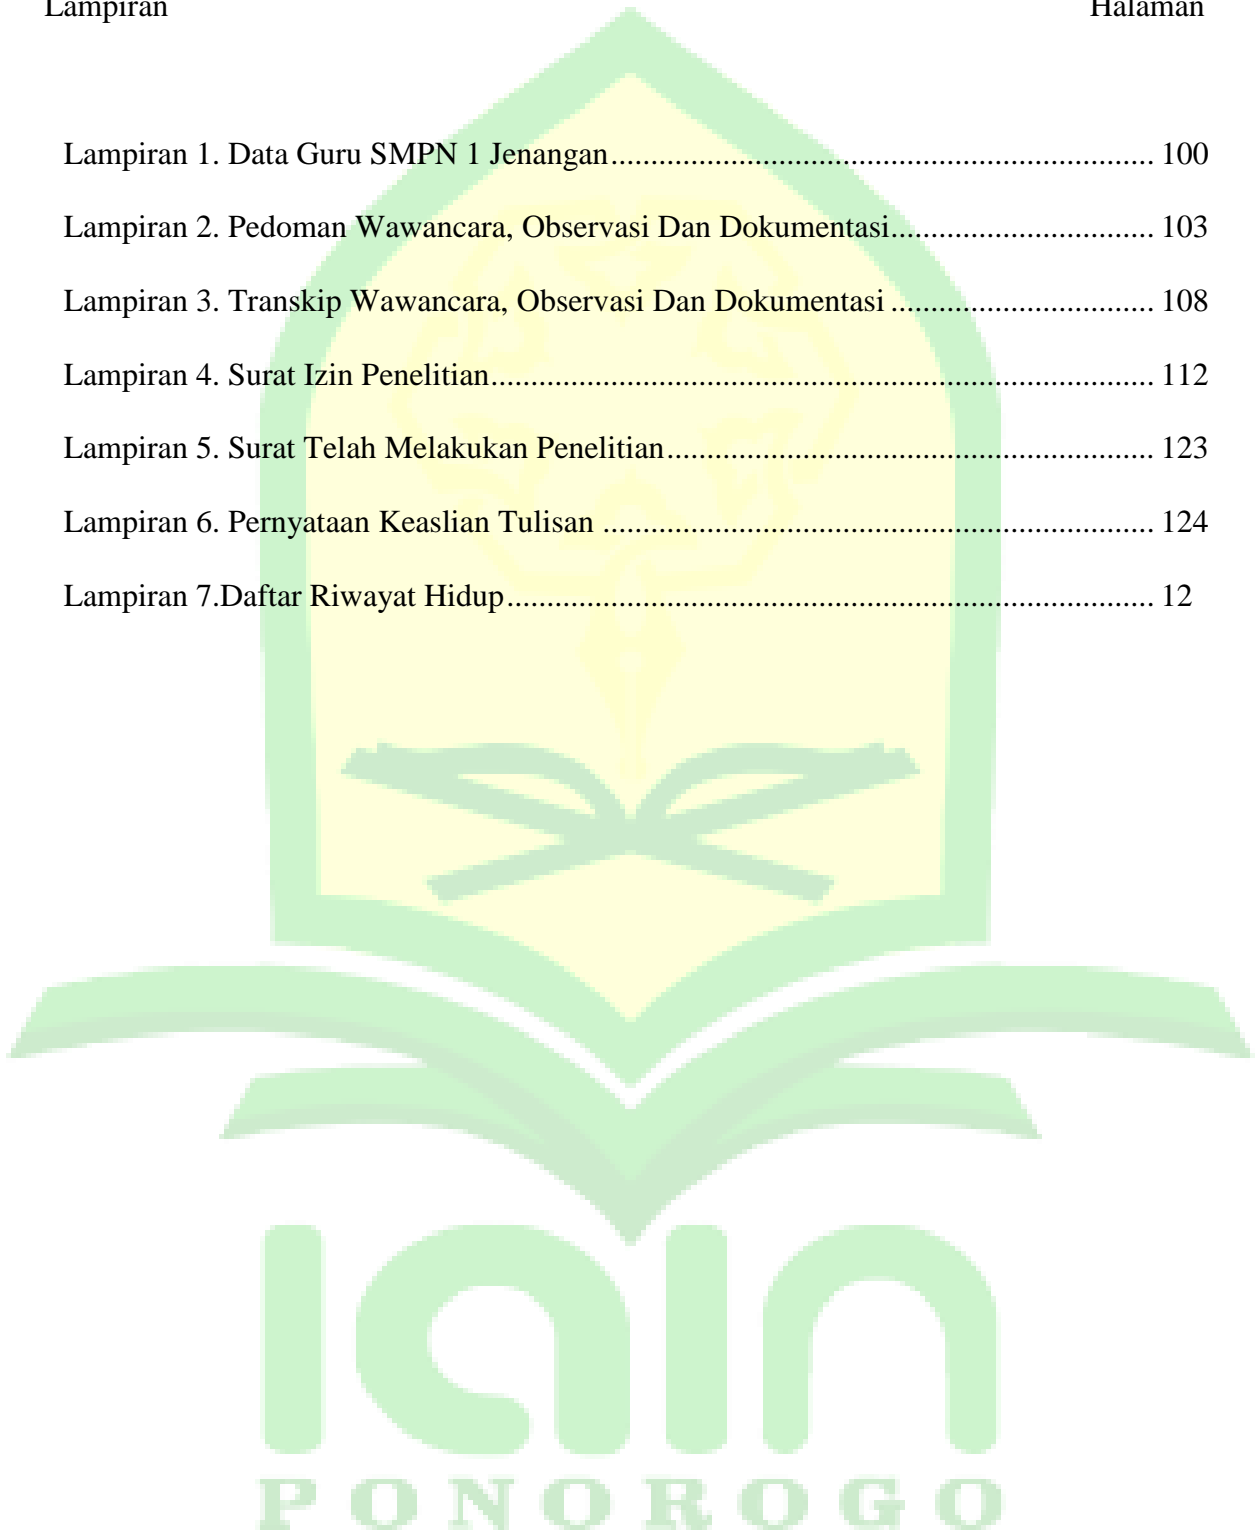 Lampiran Halaman
Lampiran 1. Data Guru SMPN 1 Jenangan.................................................................... 100
Lampiran 2. Pedoman Wawancara, Observasi Dan Dokumentasi................................. 103
Lampiran 3. Transkip Wawancara, Observasi Dan Dokumentasi ................................. 108
Lampiran 4. Surat Izin Penelitian................................................................................... 112
Lampiran 5. Surat Telah Melakukan Penelitian............................................................. 123
Lampiran 6. Pernyataan Keaslian Tulisan ..................................................................... 124
Lampiran 7.Daftar Riwayat Hidup................................................................................. 12
iain
PONOROGO